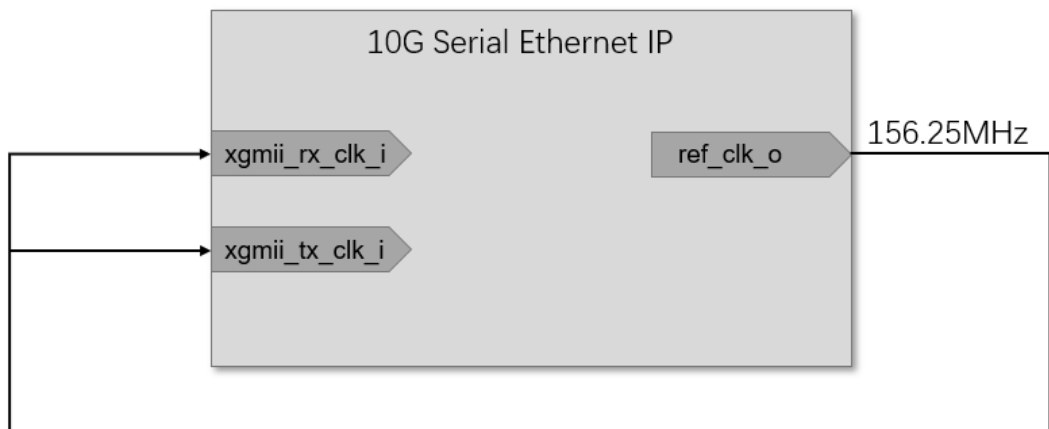 10G Serial Ethernet IP
xgmii_rx_clk_i
ref_clk_o
156.25MHz
xgmii_tx_clk_i